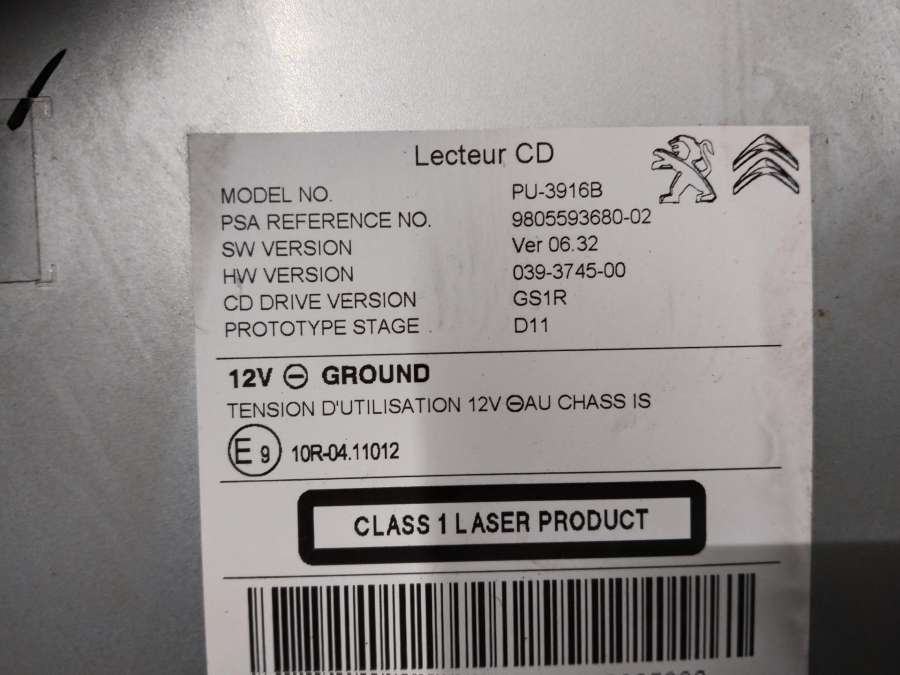 Lecteur CD
MODEL NO. PU-3916B
PSA REFERENCE NO. 9805593680-02
SW VERSION Ver 06.32
HW VERSION 039-3745-00
CD DRIVE VERSION GS1R
PROTOTYPE STAGE . D11
12V ⊖ GROUND
TENSION D'UTILISATION 12V ⊖AU CHASS IS
E9 10R-04.11012
CLASS 1 LASER PRODUCT